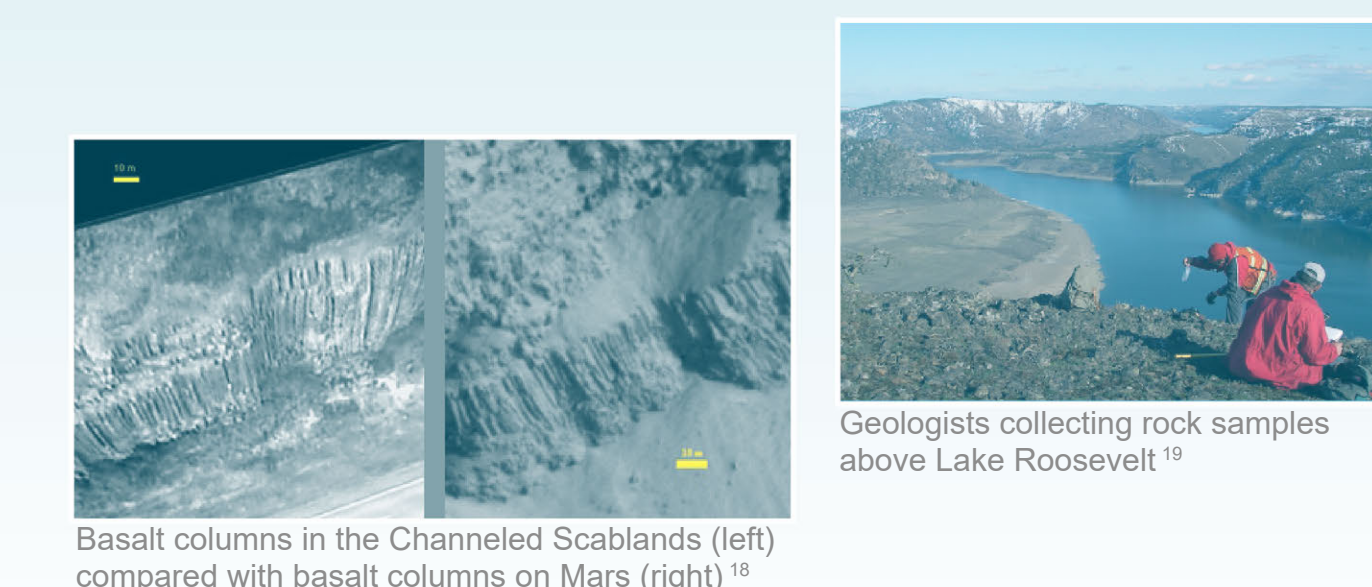 10 m
Basalt columns in the Channeled Scablands (left)
compared with basalt columns on Mars (right) 18
Geologists collecting rock samples
above Lake Roosevelt 19